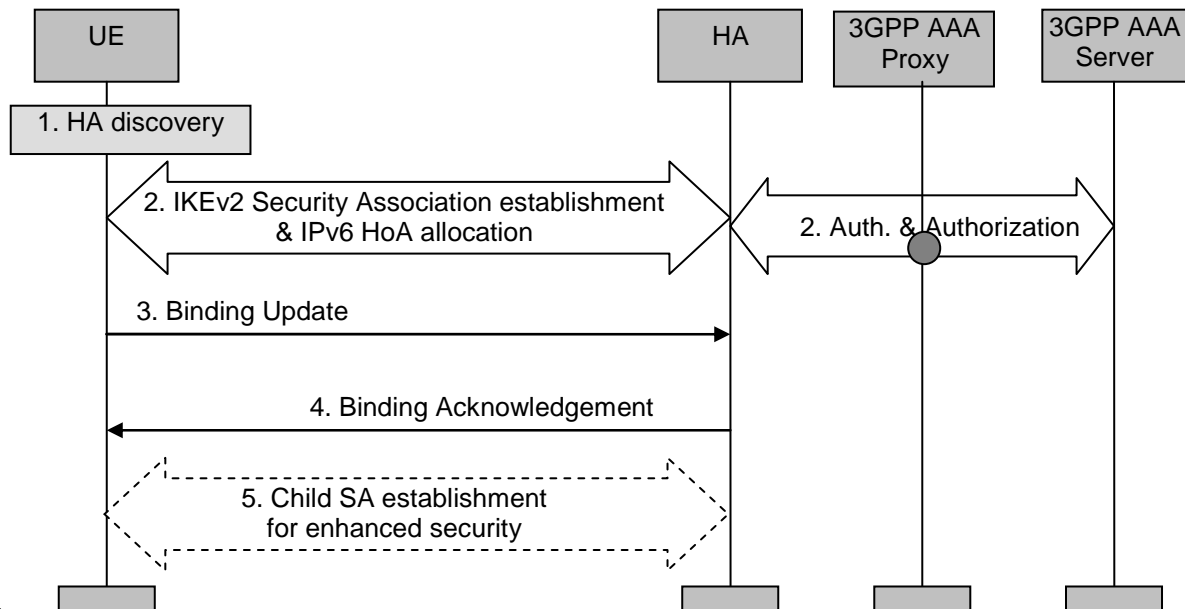 UE
HA
3GPP AAA
Proxy
3GPP AAA
Server
1. HA discovery
2. IKEv2 Security Association establishment
& IPv6 HoA allocation
2. Auth. & Authorization
3. Binding Update
4. Binding Acknowledgement
5. Child SA establishment
for enhanced security